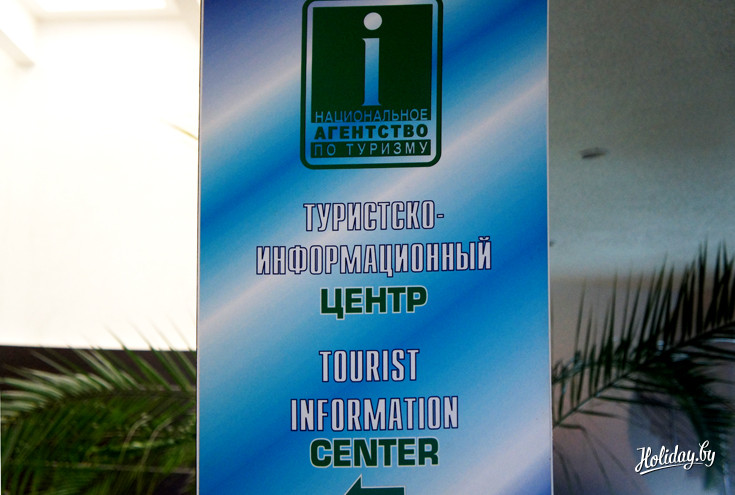 i
НАЦИОНАЛЬНОЕ
АГЕНТСТВО
ПО ТУРИЗМУ
ТУРИСТСКО-
ИНФОРМАЦИОННЫЙ
ЦЕНТР
TOURIST
INFORMATION
CENTER
Holiday.by